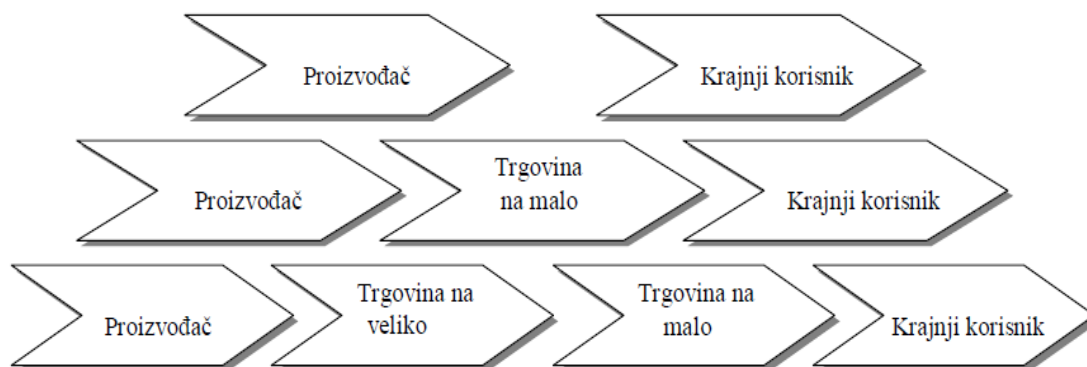 Proizvođač
Krajnji korisnik
Proizvođač
Trgovina
na malo
Krajnji korisnik
Proizvođač
Trgovina na
veliko
Trgovina na
malo
Krajnji korisnik